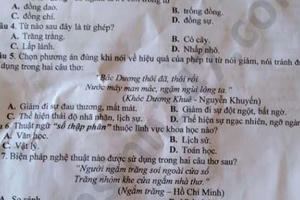 A. đồng dao. B. trống đồng.
C. đồng chí. D. đồng sự.
âu 4. Từ nào sau đây là từ ghép?
A. Trăng trắng. B. Cỏ cây.
C. Lấp lánh. D. Nhấp nhô.
âu 5. Chọn phương án đúng khi nói về hiệu quả của phép tu từ nói giảm, nói tránh đ
dụng trong hai câu thơ:
"Bác Dương thôi đã, thôi rồi
Nước mây man mác, ngậm ngùi lòng ta."
(Khóc Dương Khuê - Nguyễn Khuyến)
A. Giảm đi sự đau thương, mất mát. B. Giảm đi sự đột ngột, bất ngờ.
C. Thể hiện thái độ nhã nhặn, lịch sự. D. Thể hiện sự ngạc nhiên, ngỡ ngàn
u 6. Thuật ngữ "số thập phân" thuộc lĩnh vực khoa học nào?
A. Văn học. B. Lịch sử.
C. Vật lý. D. Toán học.
7. Biện pháp nghệ thuật nào được sử dụng trong hai câu thơ sau?
"Người ngắm trăng soi ngoài cửa sổ
Trăng nhòm khe cửa ngắm nhà thơ."
(Ngắm trăng – Hồ Chí Minh)
A. So sánh